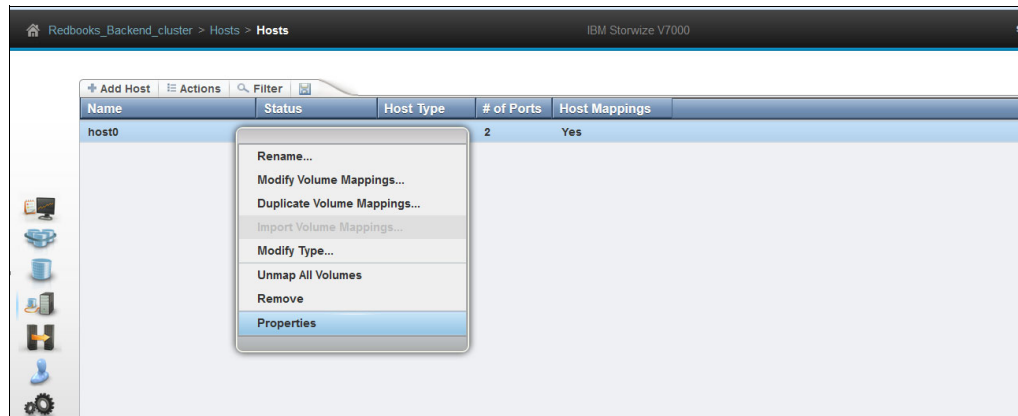 Redbooks_Backend_cluster > Hosts > Hosts
IBM Storwize V7000
Add Host Actions Filter
Name Status Host Type # of Ports Host Mappings
host0 2 Yes
Rename...
Modify Volume Mappings...
Duplicate Volume Mappings...
Import Volume Mappings...
Modify Type...
Unmap All Volumes
Remove
Properties